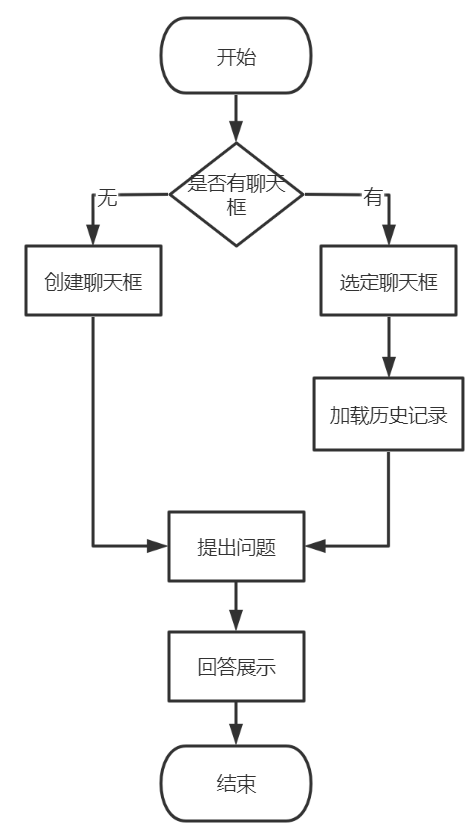 开始
是否有聊天
框
无
有
创建聊天框
选定聊天框
加载历史记录
提出问题
回答展示
结束